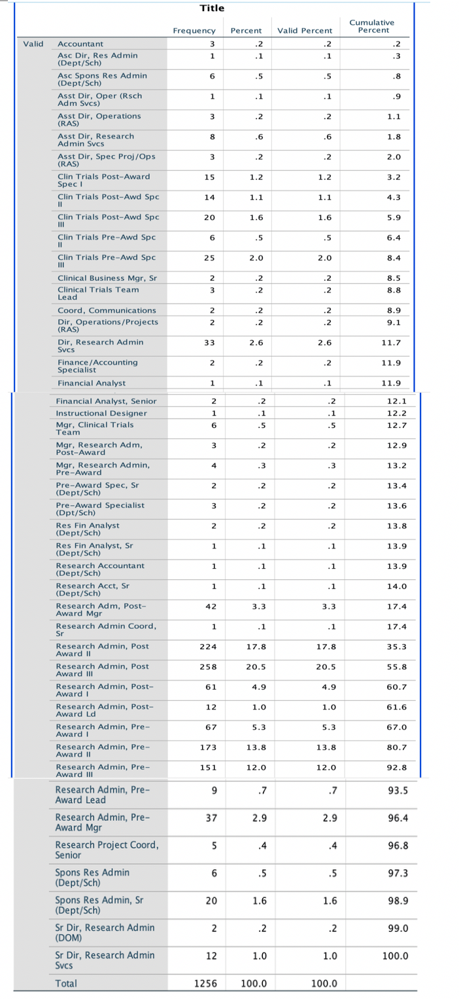 Title
Frequency Percent Valid Percent Cumulative Percent
Valid Accountant 3 .2 .2 .2
Asc Dir, Res Admin (Dept/Sch) 1 .1 .1 .3
Asc Spons Res Admin (Dept/Sch) 6 .5 .5 .8
Asst Dir, Oper (Rsch Adm Svcs) 1 .1 .1 .9
Asst Dir, Operations (RAS) 3 .2 .2 1.1
Asst Dir, Research Admin Svcs 8 .6 .6 1.8
Asst Dir, Spec Proj/Ops (RAS) 3 .2 .2 2.0
Clin Trials Post-Award Spec I 15 1.2 1.2 3.2
Clin Trials Post-Awd Spc II 14 1.1 1.1 4.3
Clin Trials Post-Awd Spc III 20 1.6 1.6 5.9
Clin Trials Pre-Awd Spc II 6 .5 .5 6.4
Clin Trials Pre-Awd Spc III 25 2.0 2.0 8.4
Clinical Business Mgr, Sr 2 .2 .2 8.5
Clinical Trials Team Lead 3 .2 .2 8.8
Coord, Communications 2 .2 .2 8.9
Dir, Operations/Projects (RAS) 2 .2 .2 9.1
Dir, Research Admin Svcs 33 2.6 2.6 11.7
Finance/Accounting Specialist 2 .2 .2 11.9
Financial Analyst 1 .1 .1 11.9
Financial Analyst, Senior 2 .2 .2 12.1
Instructional Designer 1 .1 .1 12.2
Mgr, Clinical Trials Team 6 .5 .5 12.7
Mgr, Research Adm, Post-Award 3 .2 .2 12.9
Mgr, Research Admin, Pre-Award 4 .3 .3 13.2
Pre-Award Spec, Sr (Dept/Sch) 2 .2 .2 13.4
Pre-Award Specialist (Dpt/Sch) 3 .2 .2 13.6
Res Fin Analyst (Dept/Sch) 2 .2 .2 13.8
Res Fin Analyst, Sr (Dept/Sch) 1 .1 .1 13.9
Research Accountant (Dept/Sch) 1 .1 .1 13.9
Research Acct, Sr (Dept/Sch) 1 .1 .1 14.0
Research Adm, Post-Award Mgr 42 3.3 3.3 17.4
Research Admin Coord, Sr 1 .1 .1 17.4
Research Admin, Post Award II 224 17.8 17.8 35.3
Research Admin, Post Award III 258 20.5 20.5 55.8
Research Admin, Post-Award I 61 4.9 4.9 60.7
Research Admin, Post-Award Ld 12 1.0 1.0 61.6
Research Admin, Pre-Award I 67 5.3 5.3 67.0
Research Admin, Pre-Award II 173 13.8 13.8 80.7
Research Admin, Pre-Award III 151 12.0 12.0 92.8
Research Admin, Pre-Award Lead 9 .7 .7 93.5
Research Admin, Pre-Award Mgr 37 2.9 2.9 96.4
Research Project Coord, Senior 5 .4 .4 96.8
Spons Res Admin (Dept/Sch) 6 .5 .5 97.3
Spons Res Admin, Sr (Dept/Sch) 20 1.6 1.6 98.9
Sr Dir, Research Admin (DOM) 2 .2 .2 99.0
Sr Dir, Research Admin Svcs 12 1.0 1.0 100.0
Total 1256 100.0 100.0